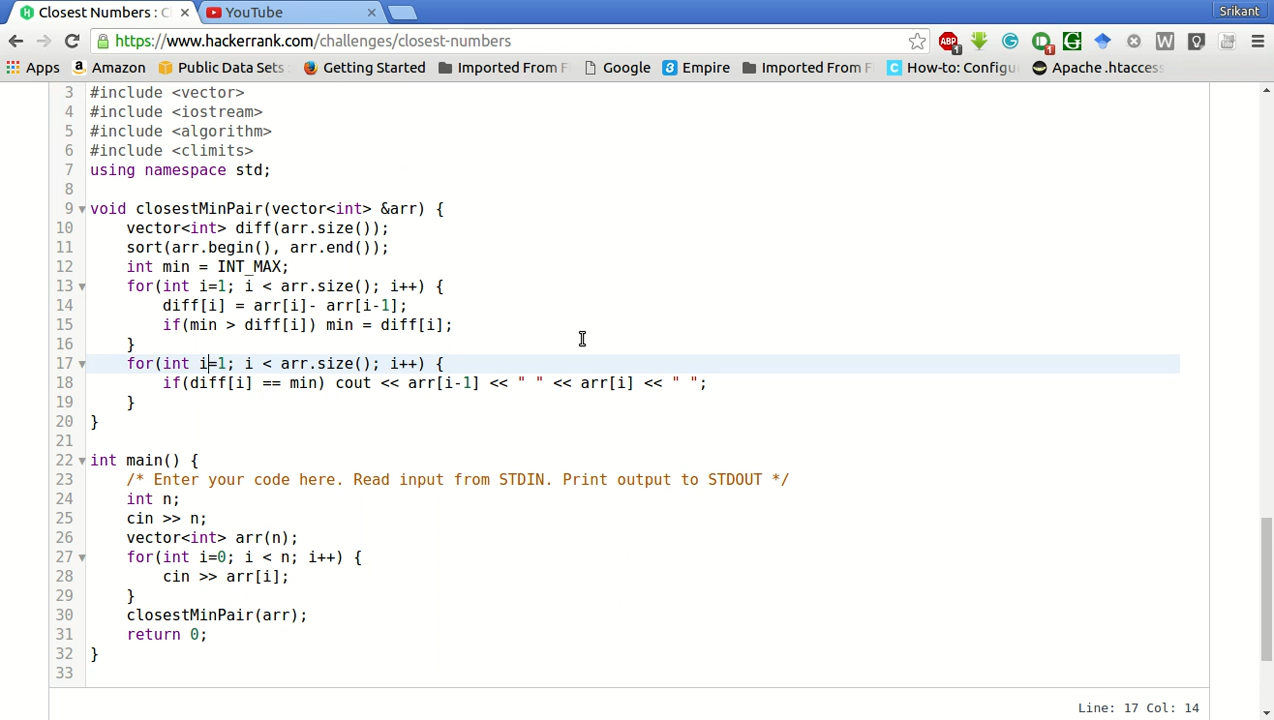 Closest Numbers : C
YouTube
Srikant
https://www.hackerrank.com/challenges/closest-numbers
Apps Amazon Public Data Sets Getting Started Imported From F Google Empire Imported From F How-to: Configu Apache .htaccess
3 #include <vector>
4 #include <iostream>
5 #include <algorithm>
6 #include <climits>
7 using namespace std;
8
9 void closestMinPair(vector<int> &arr) {
10     vector<int> diff(arr.size());
11     sort(arr.begin(), arr.end());
12     int min = INT_MAX;
13     for(int i=1; i < arr.size(); i++) {
14         diff[i] = arr[i]- arr[i-1];
15         if(min > diff[i]) min = diff[i];
16     }
17     for(int i=1; i < arr.size(); i++) {
18         if(diff[i] == min) cout << arr[i-1] << " " << arr[i] << " ";
19     }
20 }
21
22 int main() {
23     /* Enter your code here. Read input from STDIN. Print output to STDOUT */
24     int n;
25     cin >> n;
26     vector<int> arr(n);
27     for(int i=0; i < n; i++) {
28         cin >> arr[i];
29     }
30     closestMinPair(arr);
31     return 0;
32 }
33
Line: 17 Col: 14